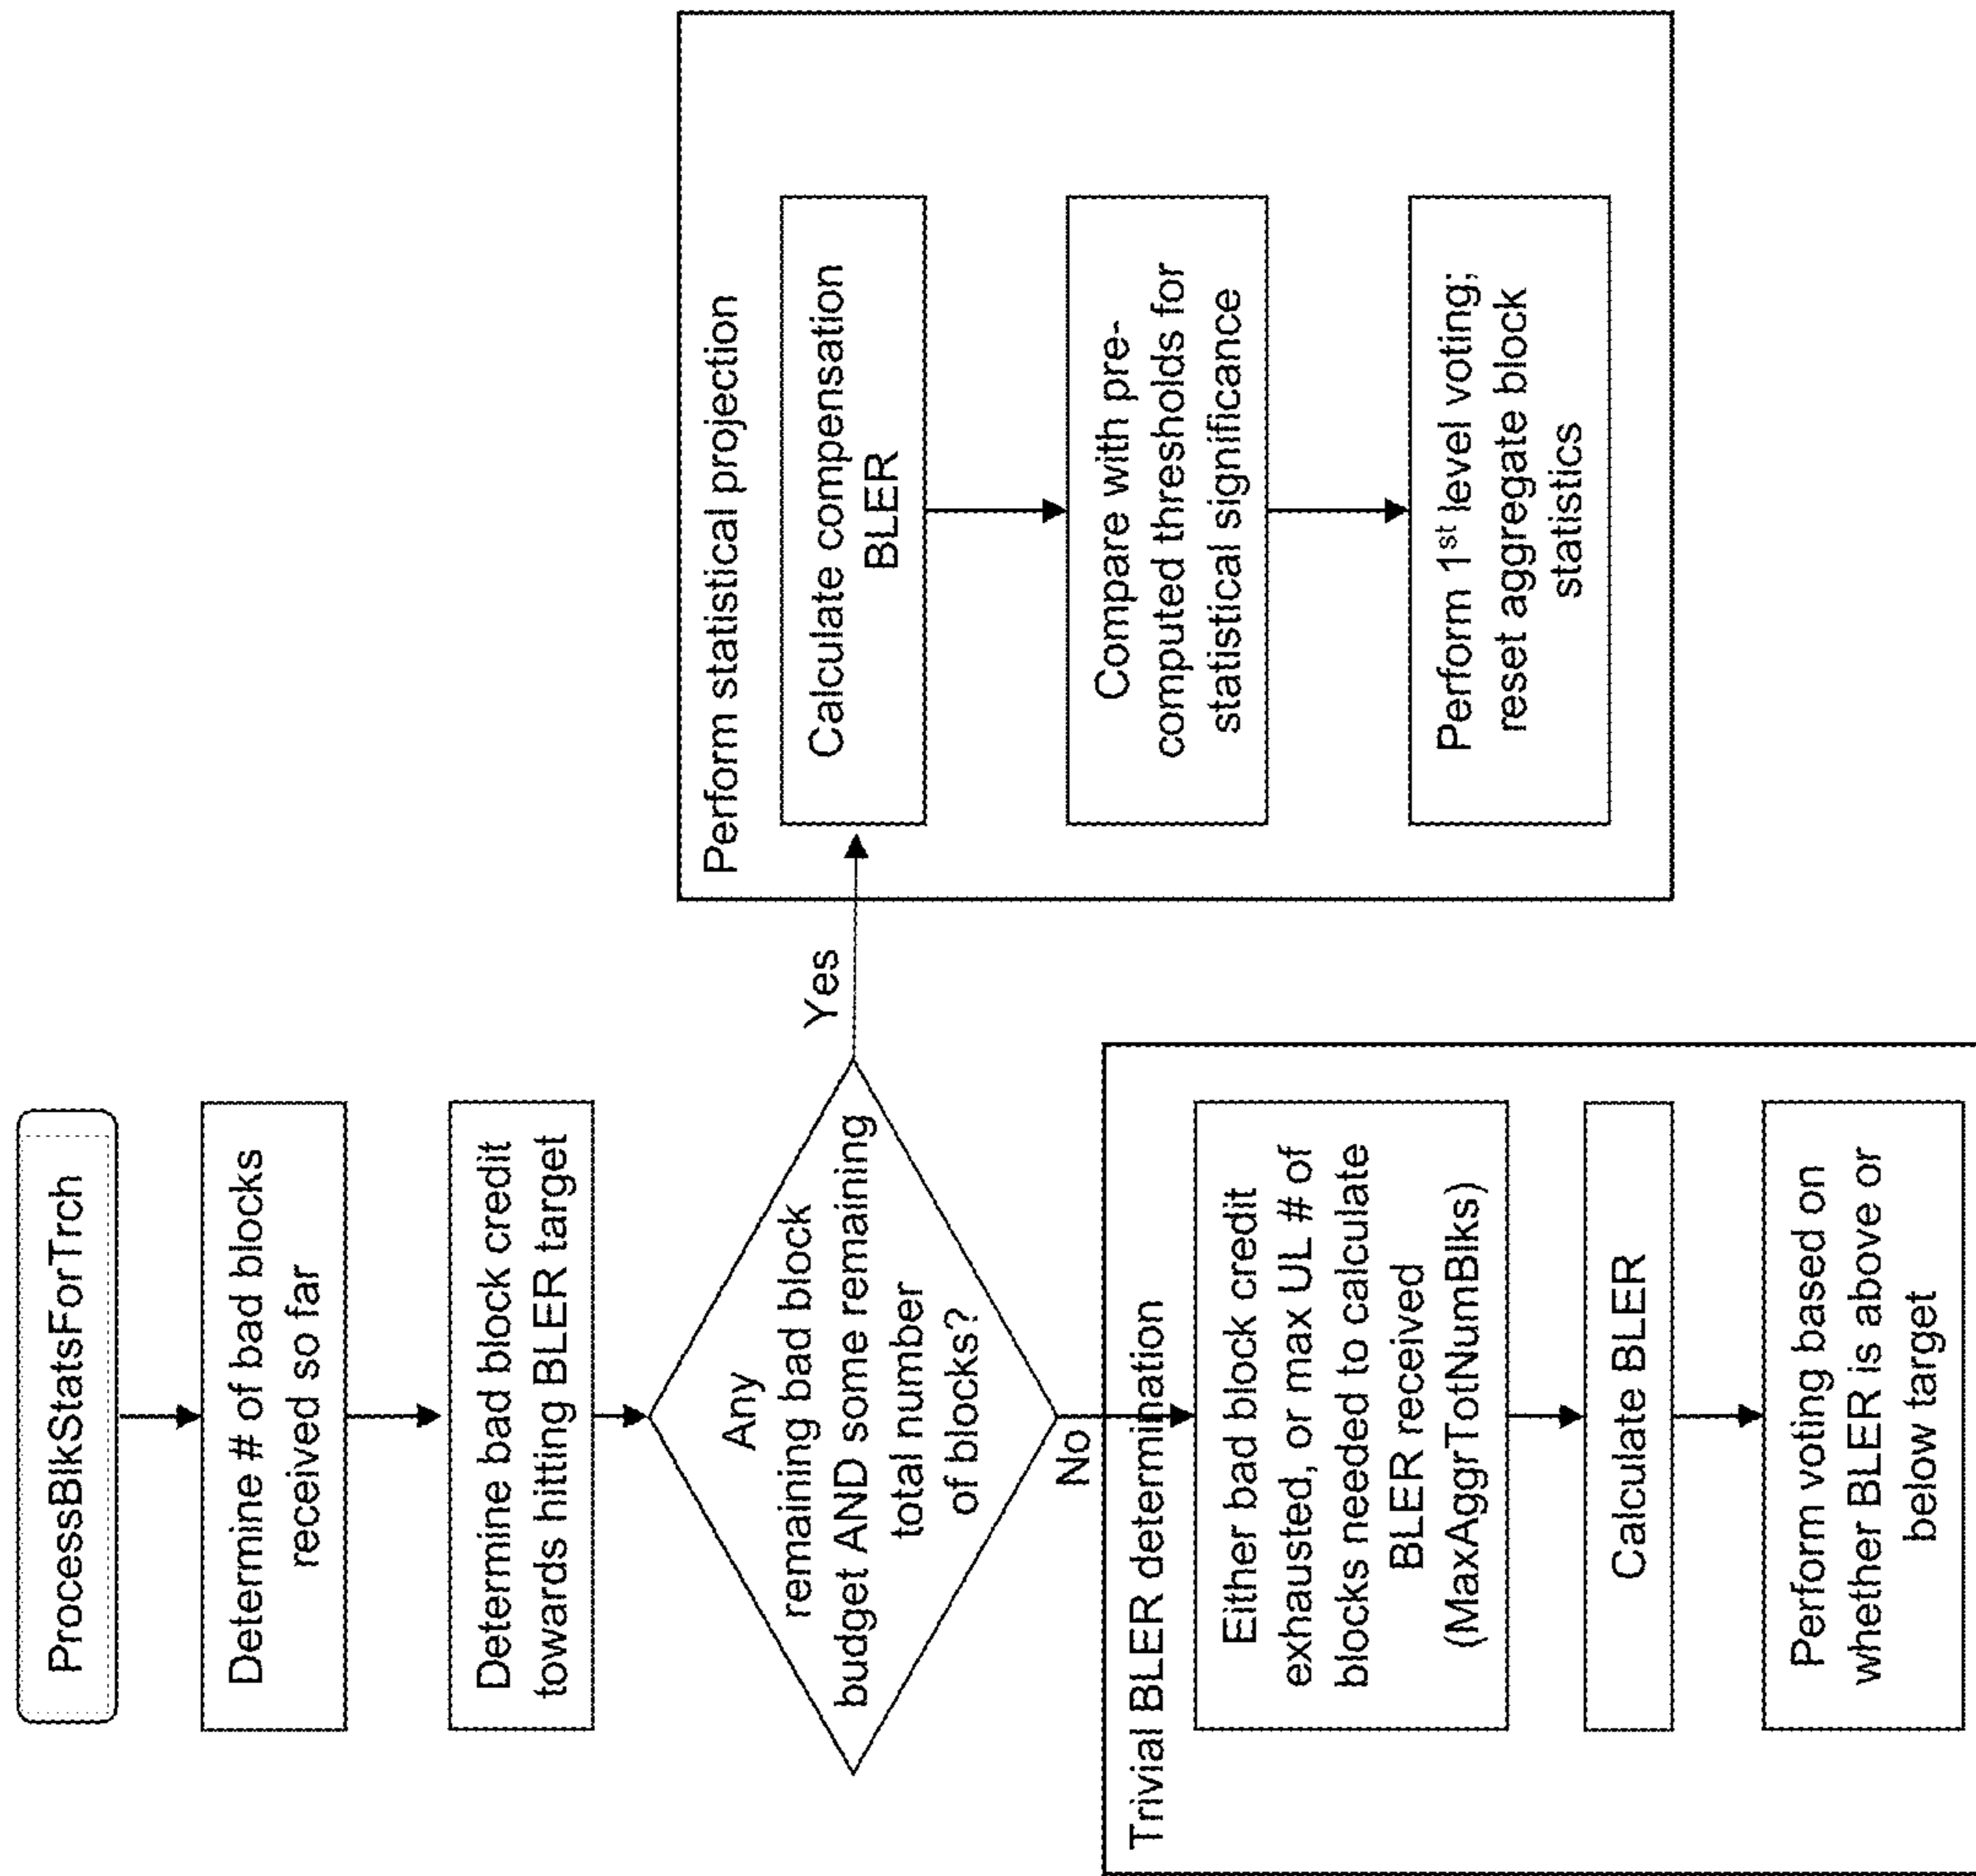 ProcessBlkStatsForTrch
Determine # of bad blocks
received so far
Determine bad block credit
towards hitting BLER target
Any
remaining bad block
budget AND some remaining
total number
of blocks?
Yes
No
Perform statistical projection
Calculate compensation
BLER
Compare with pre-
computed thresholds for
statistical significance
Perform 1st level voting;
reset aggregate block
statistics
Trivial BLER determination
Either bad block credit
exhausted, or max UL # of
blocks needed to calculate
BLER received
(MaxAggrTotNumBlks)
Calculate BLER
Perform voting based on
whether BLER is above or
below target